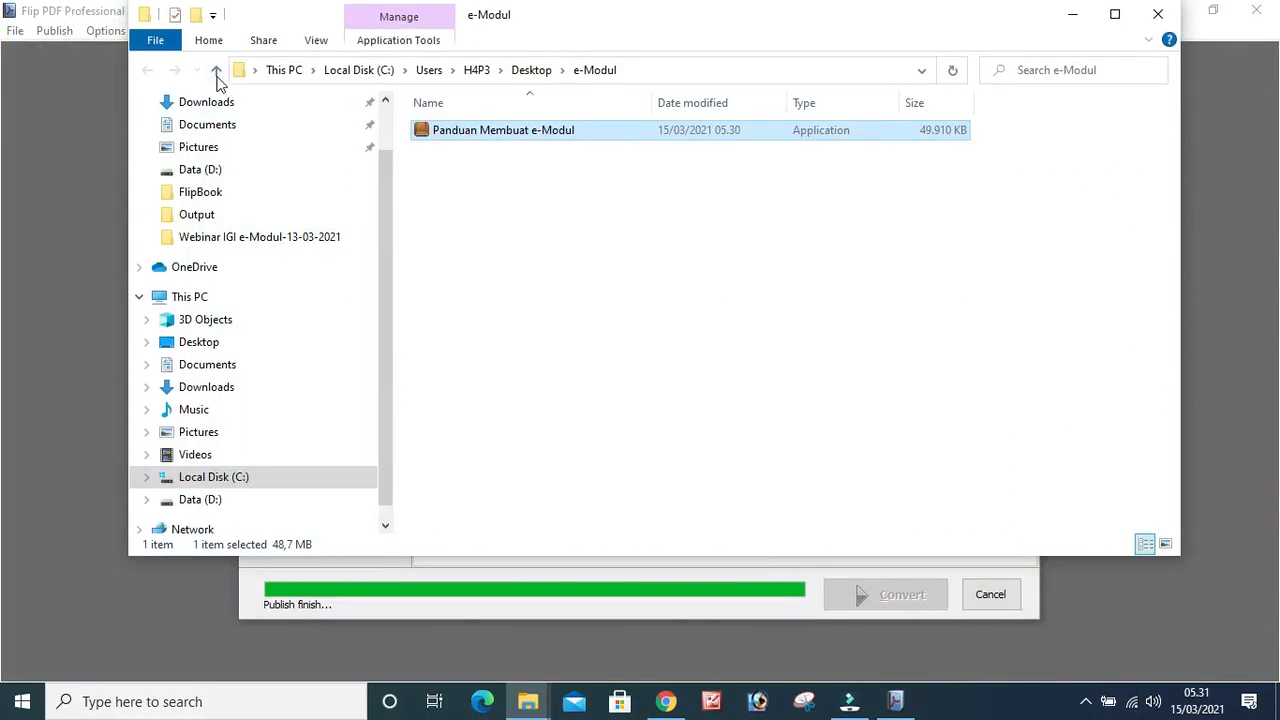 Flip PDF Professional
File Publish Options
Manage
e-Modul
File Home Share View Application Tools
This PC Local Disk (C:) Users H4P3 Desktop e-Modul
Search e-Modul
Name Date modified Type Size
Panduan Membuat e-Modul 15/03/2021 05.30 Application 49.910 KB
Downloads
Documents
Pictures
Data (D:)
FlipBook
Output
Webinar IGI e-Modul-13-03-2021
OneDrive
This PC
3D Objects
Desktop
Documents
Downloads
Music
Pictures
Videos
Local Disk (C:)
Data (D:)
Network
1 item 1 item selected 48,7 MB
Publish finish...
Convert
Cancel
Type here to search
05.31
15/03/2021